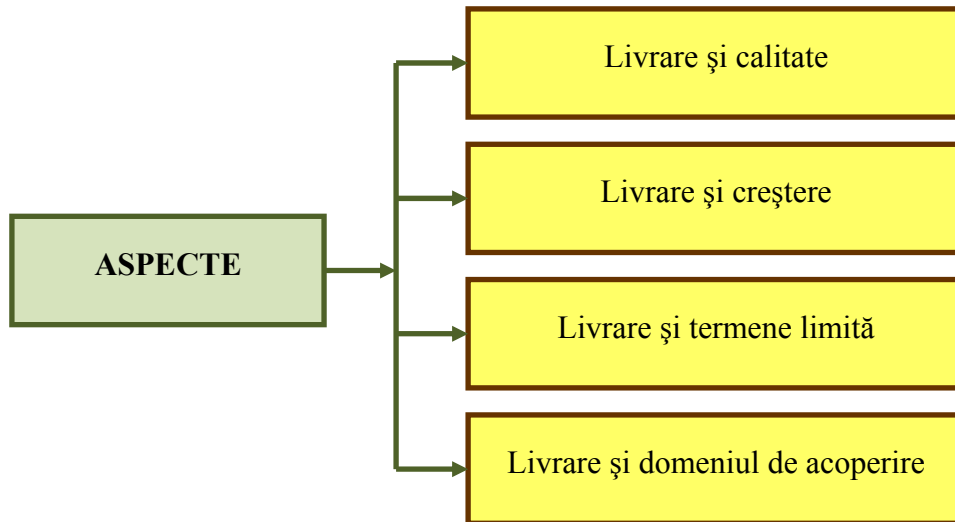 Livrare şi calitate
Livrare şi creştere
ASPECTE
Livrare şi termene limită
Livrare şi domeniul de acoperire